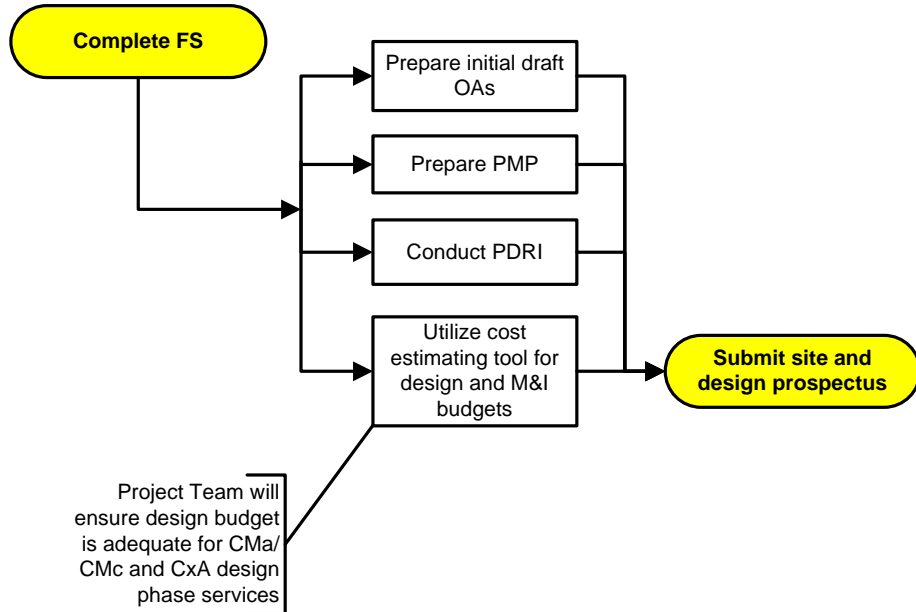 Complete FS
Prepare initial draft
OAs
Prepare PMP
Conduct PDRI
Utilize cost
estimating tool for
design and M&I
budgets
Submit site and
design prospectus
Project Team will
ensure design budget
is adequate for CMa/
CMc and CxA design
phase services